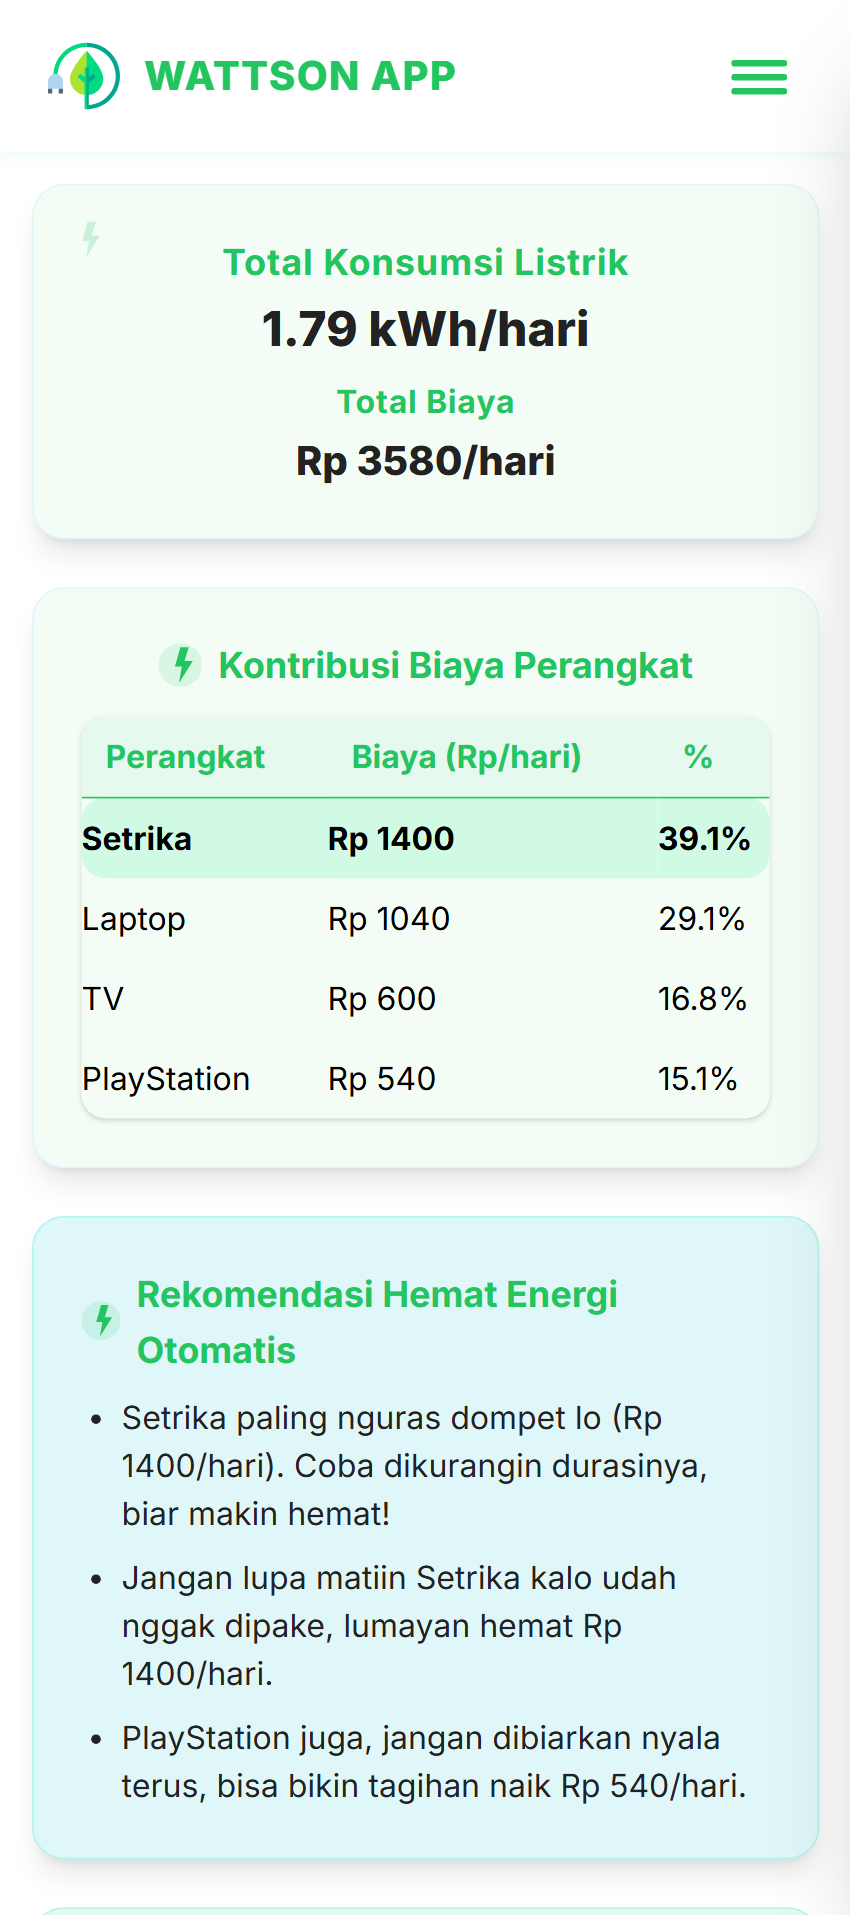 WATTSON APP
Total Konsumsi Listrik
1.79 kWh/hari
Total Biaya
Rp 3580/hari
Kontribusi Biaya Perangkat
Perangkat Biaya (Rp/hari) %
Setrika Rp 1400 39.1%
Laptop Rp 1040 29.1%
TV Rp 600 16.8%
PlayStation Rp 540 15.1%
Rekomendasi Hemat Energi
Otomatis
• Setrika paling nguras dompet lo (Rp
1400/hari). Coba dikurangin durasinya,
biar makin hemat!
• Jangan lupa matiin Setrika kalo udah
nggak dipake, lumayan hemat Rp
1400/hari.
• PlayStation juga, jangan dibiarkan nyala
terus, bisa bikin tagihan naik Rp 540/hari.